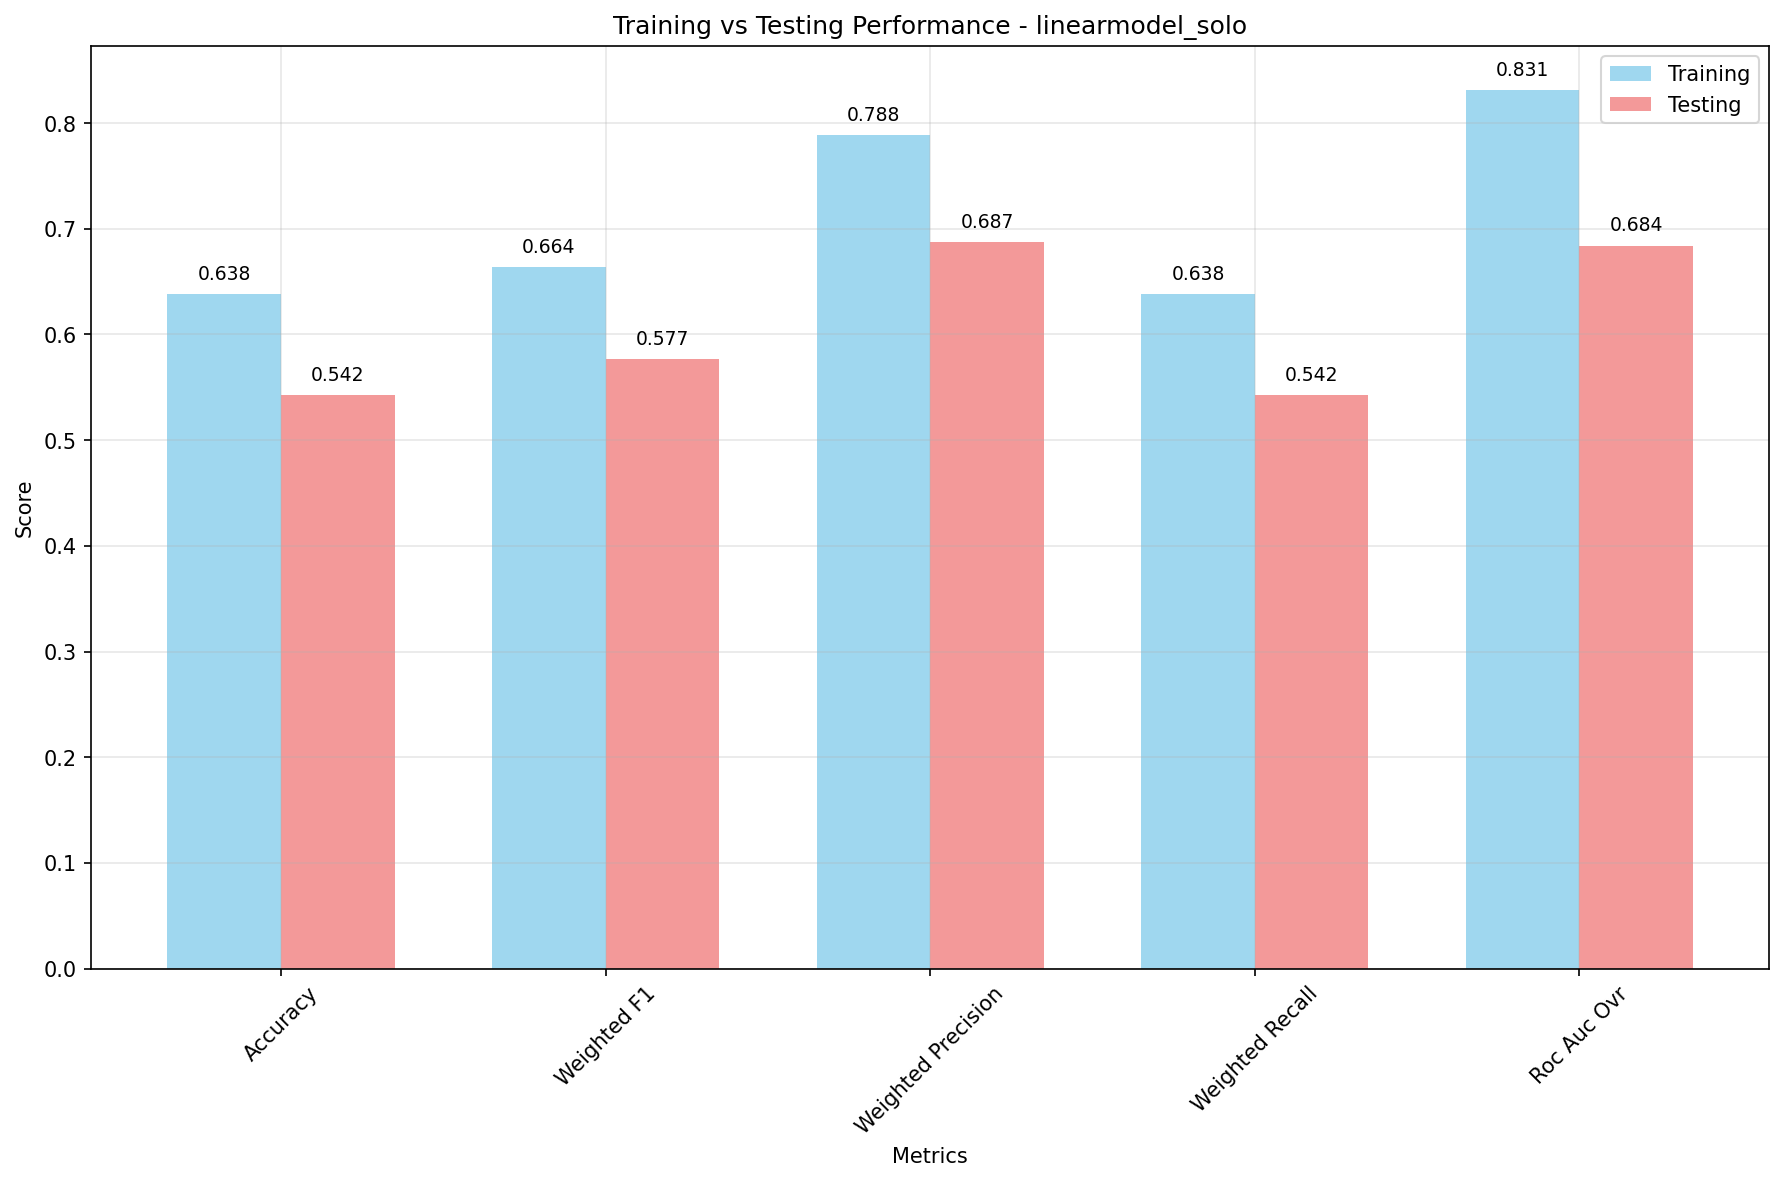 Training vs Testing Performance - linearmodel_solo
Training
Testing
0.831
0.788
0.687
0.684
0.664
0.638
0.638
0.577
0.542
0.542
0.8
0.7
0.6
0.5
0.4
0.3
0.2
0.1
0.0
Score
Accuracy
Weighted F1
Weighted Precision
Weighted Recall
Roc Auc Ovr
Metrics